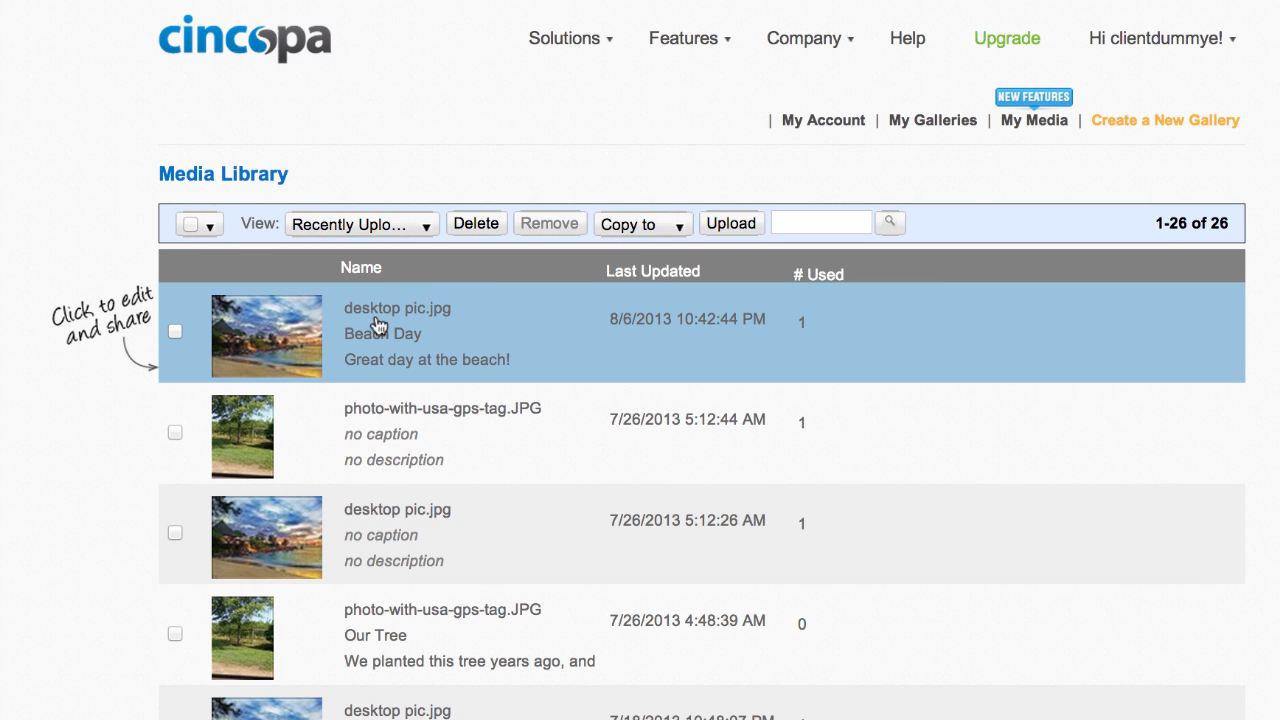 cincopa
Solutions Features Company Help Upgrade Hi clientdummye!
NEW FEATURES
| My Account | My Galleries | My Media | Create a New Gallery
Media Library
View: Recently Uplo... Delete Remove Copy to Upload 1-26 of 26
Name Last Updated # Used
Click to edit
and share
desktop pic.jpg
Beach Day
Great day at the beach!
8/6/2013 10:42:44 PM 1
photo-with-usa-gps-tag.JPG
no caption
no description
7/26/2013 5:12:44 AM 1
desktop pic.jpg
no caption
no description
7/26/2013 5:12:26 AM 1
photo-with-usa-gps-tag.JPG
Our Tree
We planted this tree years ago, and
7/26/2013 4:48:39 AM 0
desktop pic.jpg